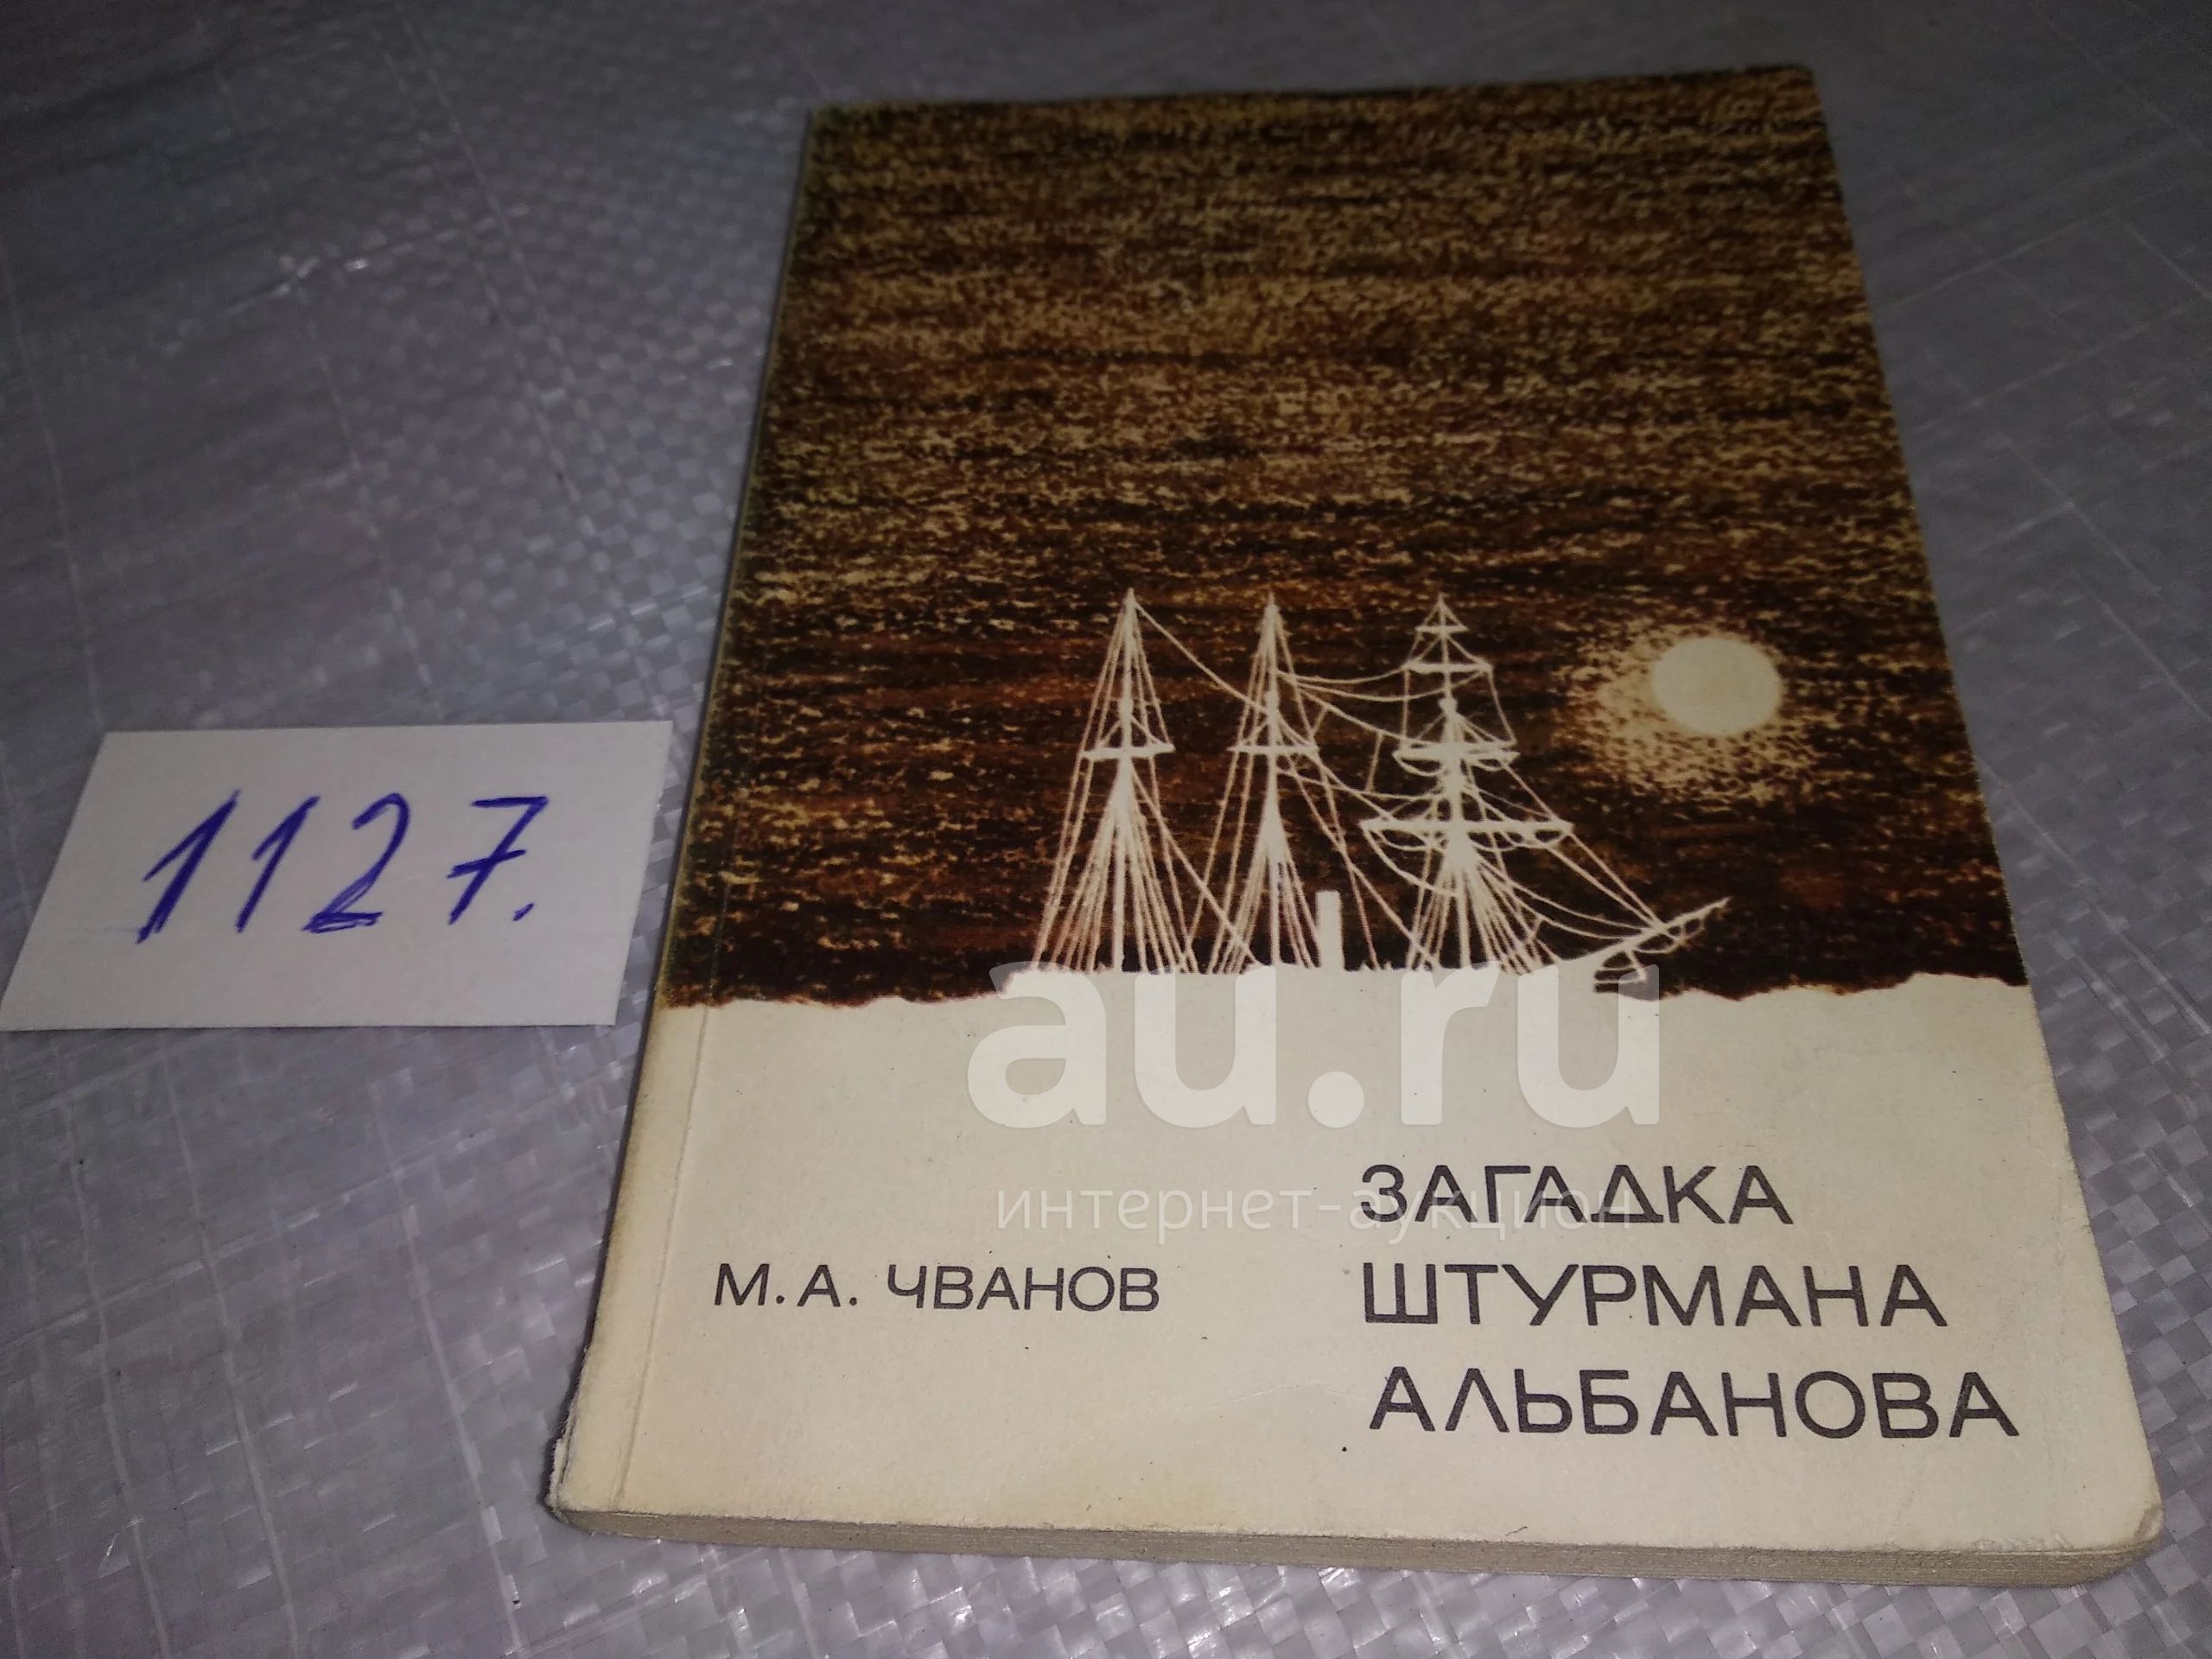 1127.
au.ru
интернет-аукцион
М. А. ЧВАНОВ
ЗАГАДКА
ШТУРМАНА
АЛЬБАНОВА